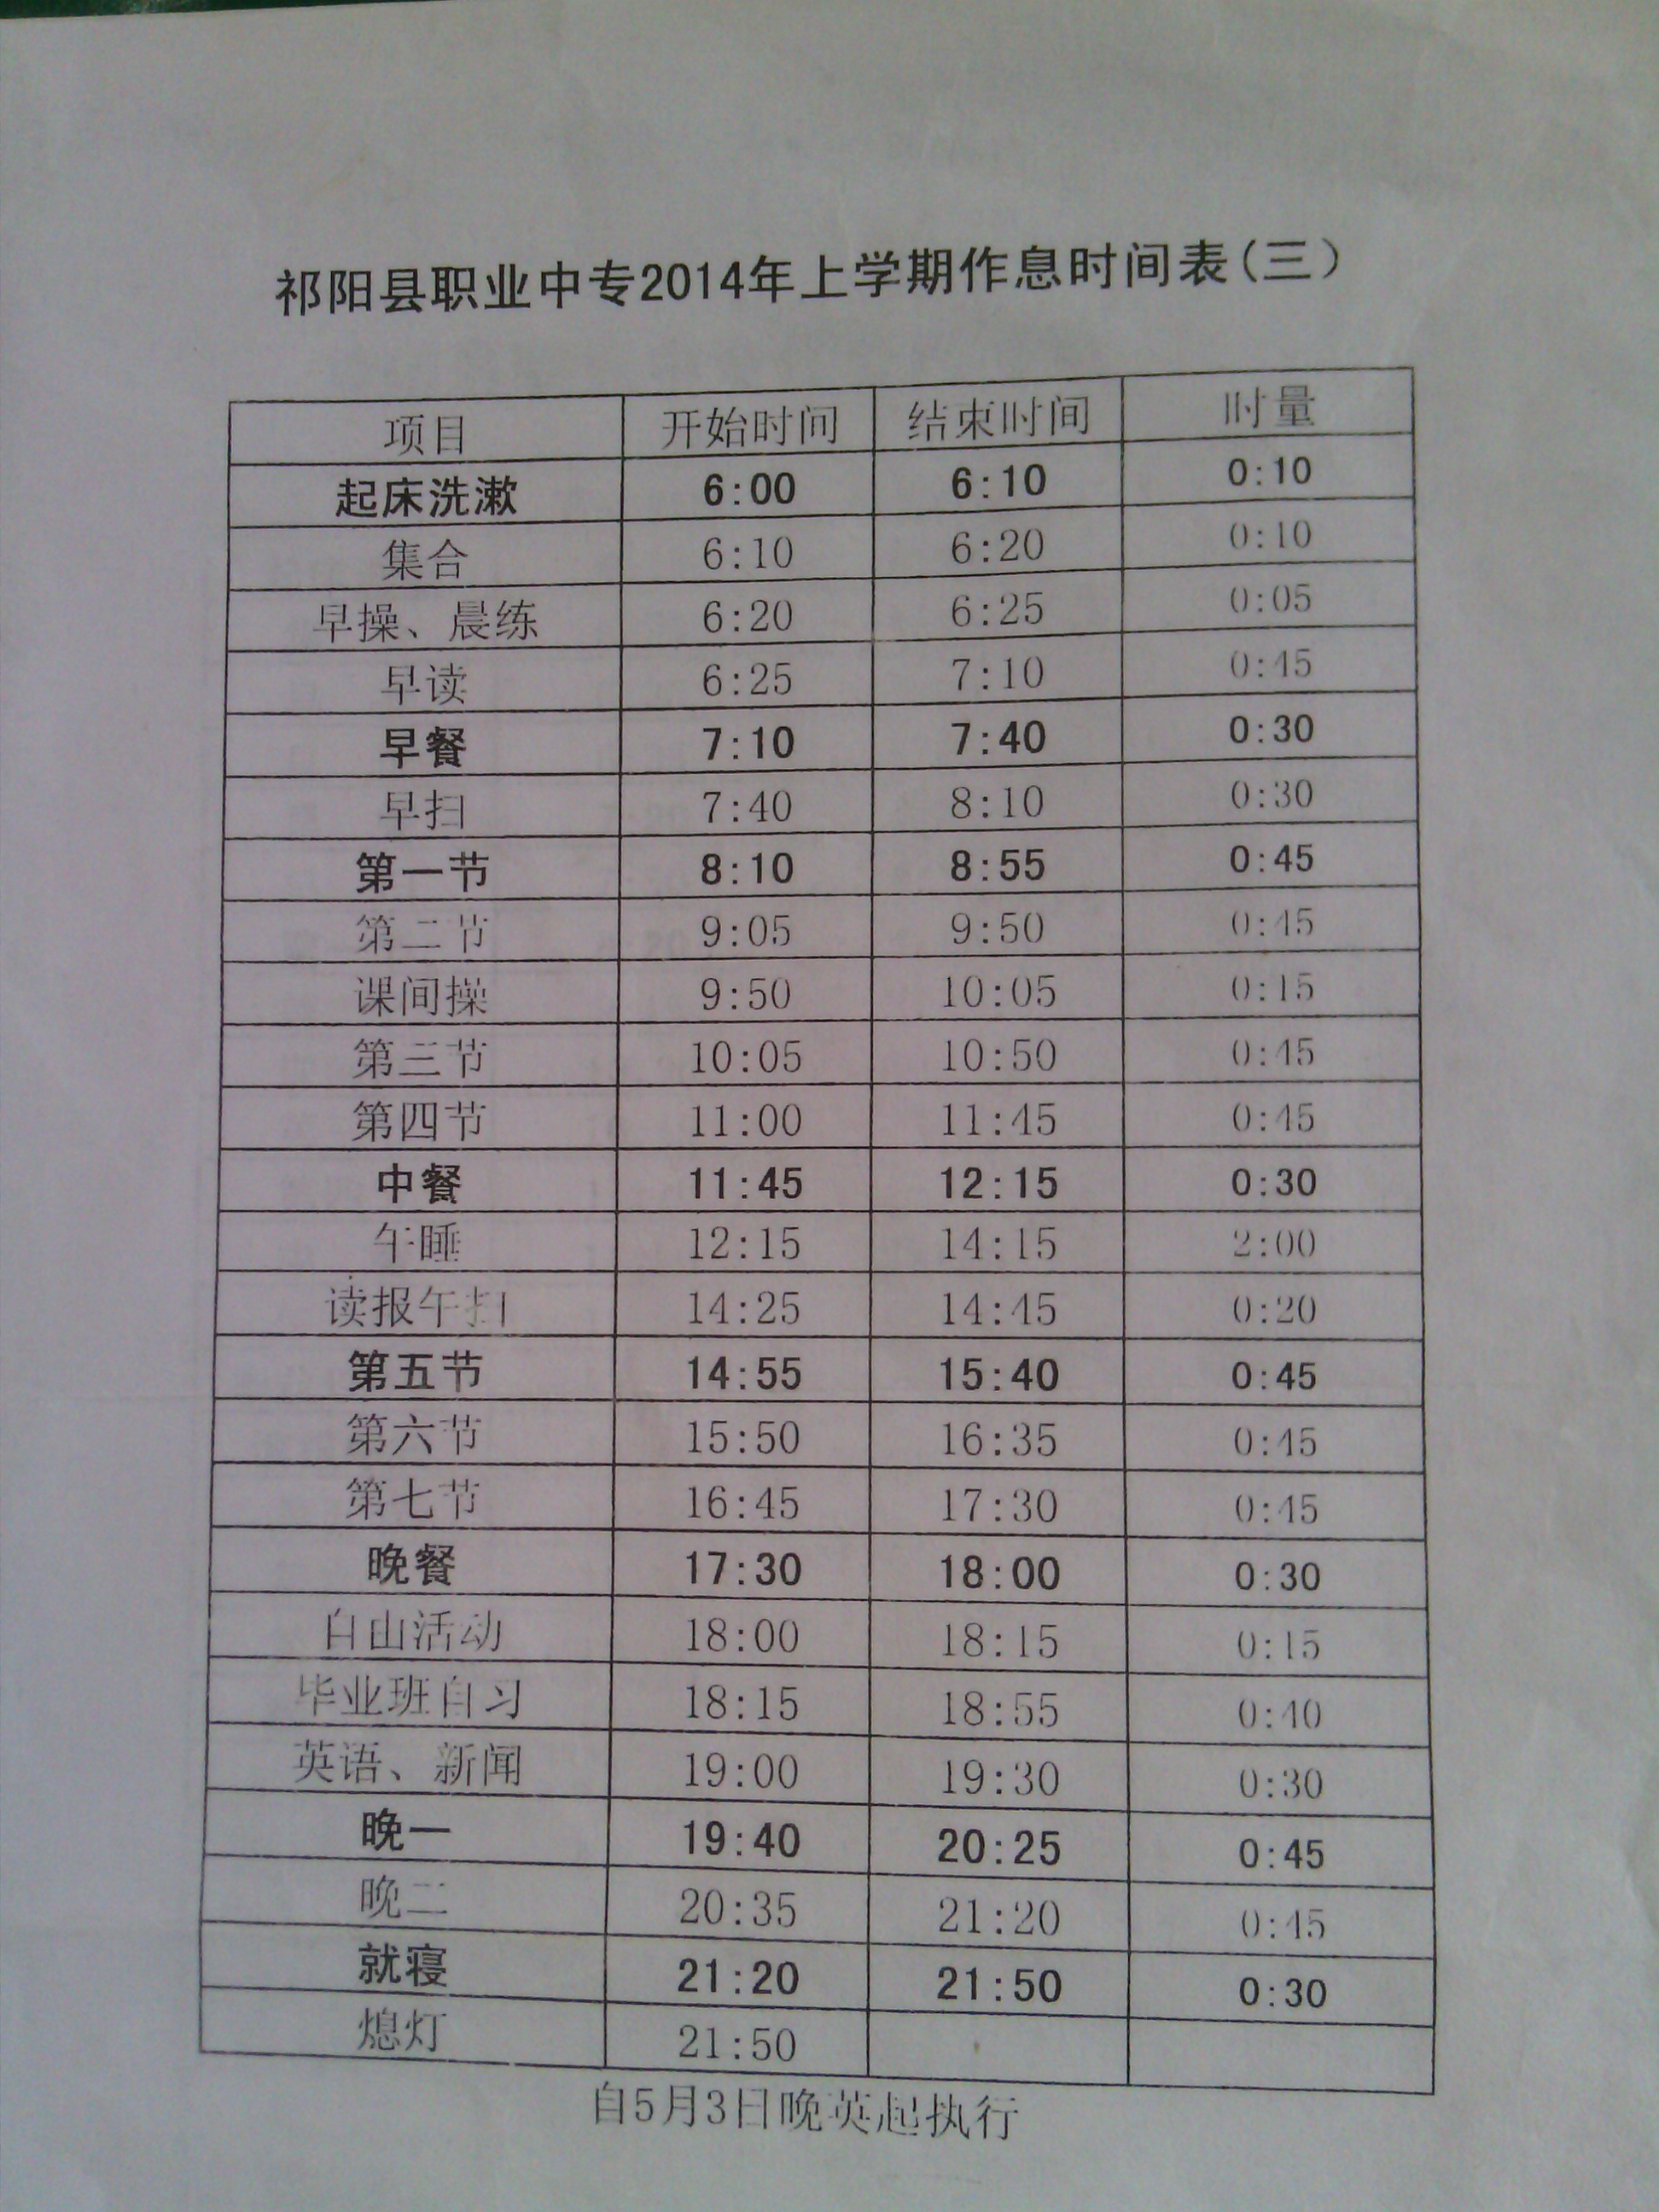 祁阳县职业中专2014年上学期作息时间表(三)
项目 开始时间 结束时间 时量
起床洗漱 6:00 6:10 0:10
集合 6:10 6:20 0:10
早操、晨练 6:20 6:25 0:05
早读 6:25 7:10 0:45
早餐 7:10 7:40 0:30
早扫 7:40 8:10 0:30
第一节 8:10 8:55 0:45
第二节 9:05 9:50 0:45
课间操 9:50 10:05 0:15
第三节 10:05 10:50 0:45
第四节 11:00 11:45 0:45
中餐 11:45 12:15 0:30
午睡 12:15 14:15 2:00
读报午扫 14:25 14:45 0:20
第五节 14:55 15:40 0:45
第六节 15:50 16:35 0:45
第七节 16:45 17:30 0:45
晚餐 17:30 18:00 0:30
自由活动 18:00 18:15 0:15
毕业班自习 18:15 18:55 0:40
英语、新闻 19:00 19:30 0:30
晚一 19:40 20:25 0:45
晚二 20:35 21:20 0:45
就寝 21:20 21:50 0:30
熄灯 21:50
自5月3日晚英起执行